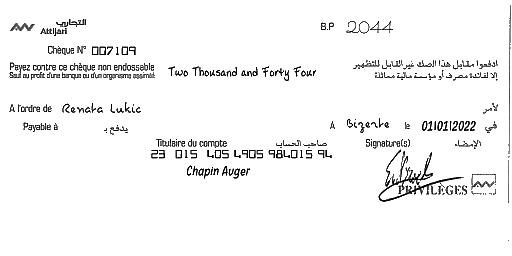 التجاري
Attijari
B.P 2044
Chèque N° 007109
Payez contre ce chèque non endossable
Sauf au profit d'une banque ou d'un organisme assimilé
Two Thousand and Forty Four
ادفعوا مقابل هذا الصك غير القابل للتظهير
إلا لفائدة مصرف أو مؤسسة مالية مماثلة
A l'ordre de Renata Lukic لأمر
Payable à يدفع بـ A Bizerte le 01/01/2022 في
Titulaire du compte صاحب الحساب Signature(s) الإمضاء
23 015 405 4905 984015 94
Chapin Auger
PRIVILÈGES